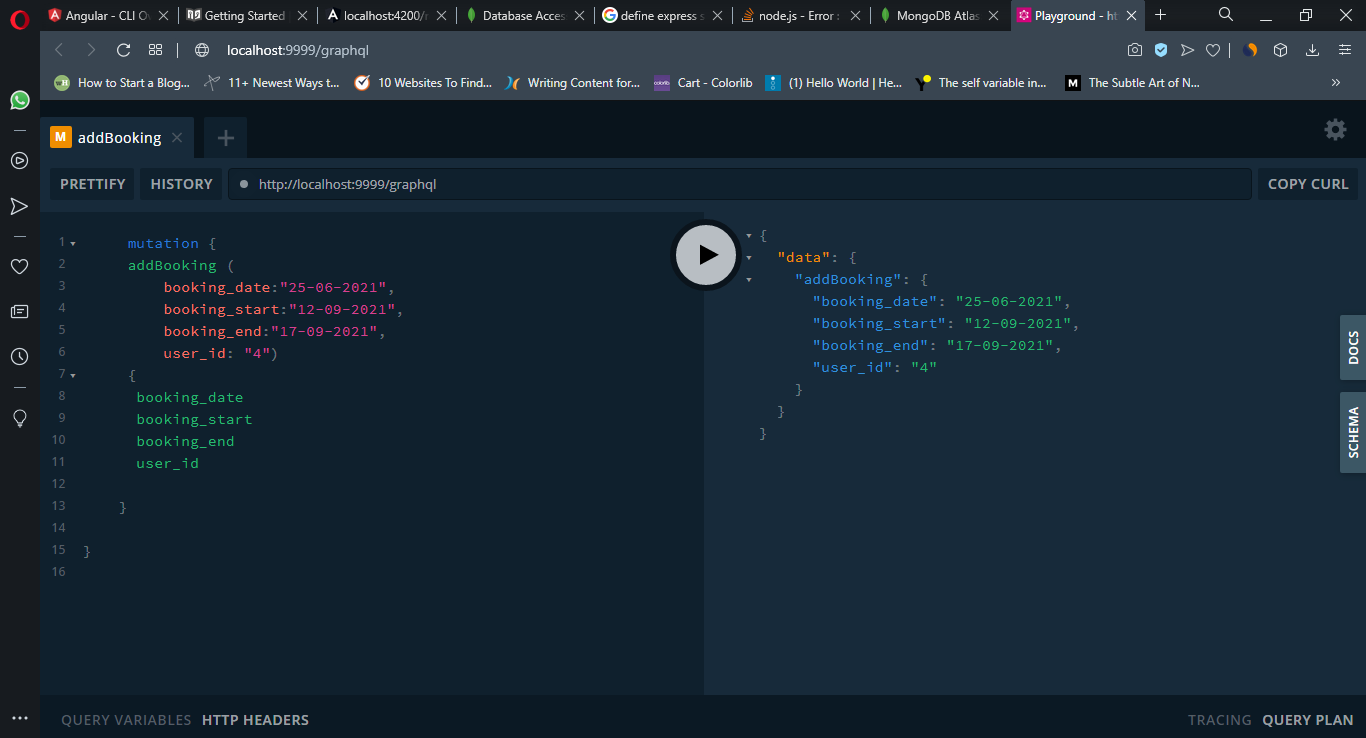 Angular - CLI Ov
Getting Started
localhost:4200/r
Database Acces
define express s
node.js - Error :
MongoDB Atlas
Playground - ht
localhost:9999/graphql
How to Start a Blog...
11+ Newest Ways t...
10 Websites To Find...
Writing Content for...
Cart - Colorlib
(1) Hello World | He...
The self variable in...
M The Subtle Art of N...
»
M addBooking
PRETTIFY
HISTORY
http://localhost:9999/graphql
COPY CURL
1 mutation {
2 addBooking (
3 booking_date:"25-06-2021",
4 booking_start:"12-09-2021",
5 booking_end:"17-09-2021",
6 user_id: "4")
7 {
8 booking_date
9 booking_start
10 booking_end
11 user_id
12
13 }
14
15 }
16
{
"data": {
"addBooking": {
"booking_date": "25-06-2021",
"booking_start": "12-09-2021",
"booking_end": "17-09-2021",
"user_id": "4"
}
}
}
DOCS
SCHEMA
QUERY VARIABLES
HTTP HEADERS
TRACING
QUERY PLAN